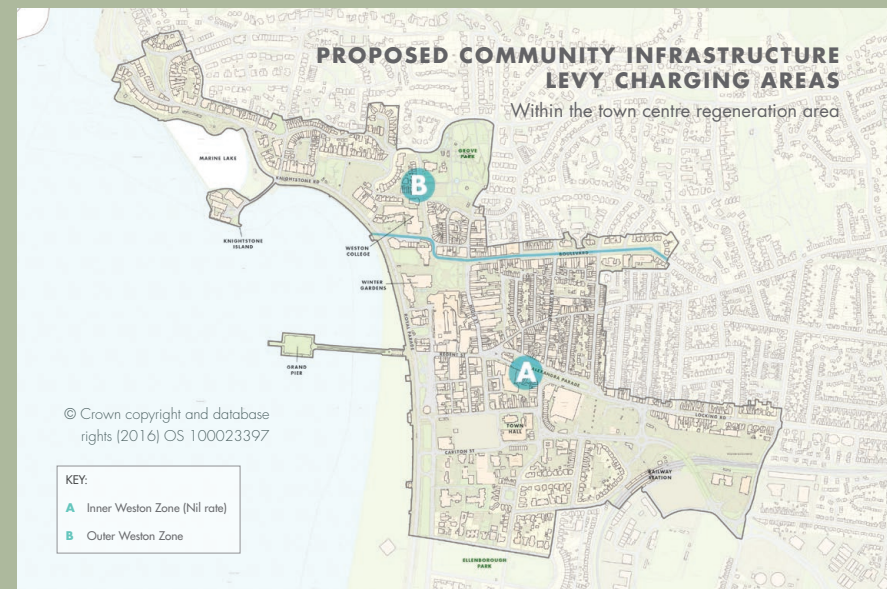 PROPOSED COMMUNITY INFRASTRUCTURE
LEVY CHARGING AREAS
Within the town centre regeneration area
GROVE
PARK
MARINE LAKE
B
KNIGHTSTONE RD
KNIGHTSTONE
ISLAND
WESTON
COLLEGE
BOULEVARD
WINTER
GARDENS
ROYAL PARADE
REGENT ST
GRAND
PIER
A
ALEXANDRA PARADE
© Crown copyright and database
rights (2016) OS 100023397
LOCKING RD
TOWN
HALL
CARLTON ST
RAILWAY
STATION
KEY:
A Inner Weston Zone (Nil rate)
B Outer Weston Zone
ELLENBOROUGH
PARK